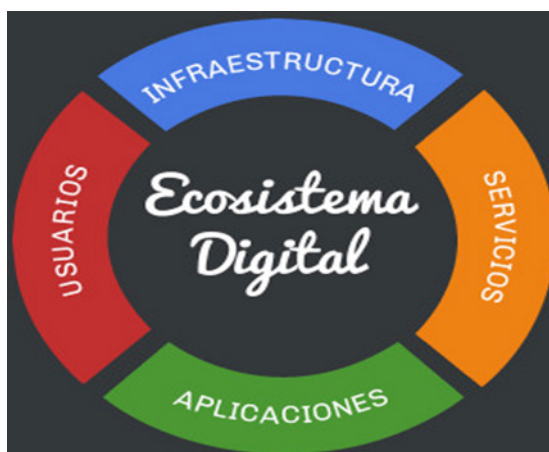 INFRAESTRUCTURA
USUARIOS
Ecosistema
Digital
SERVICIOS
APLICACIONES